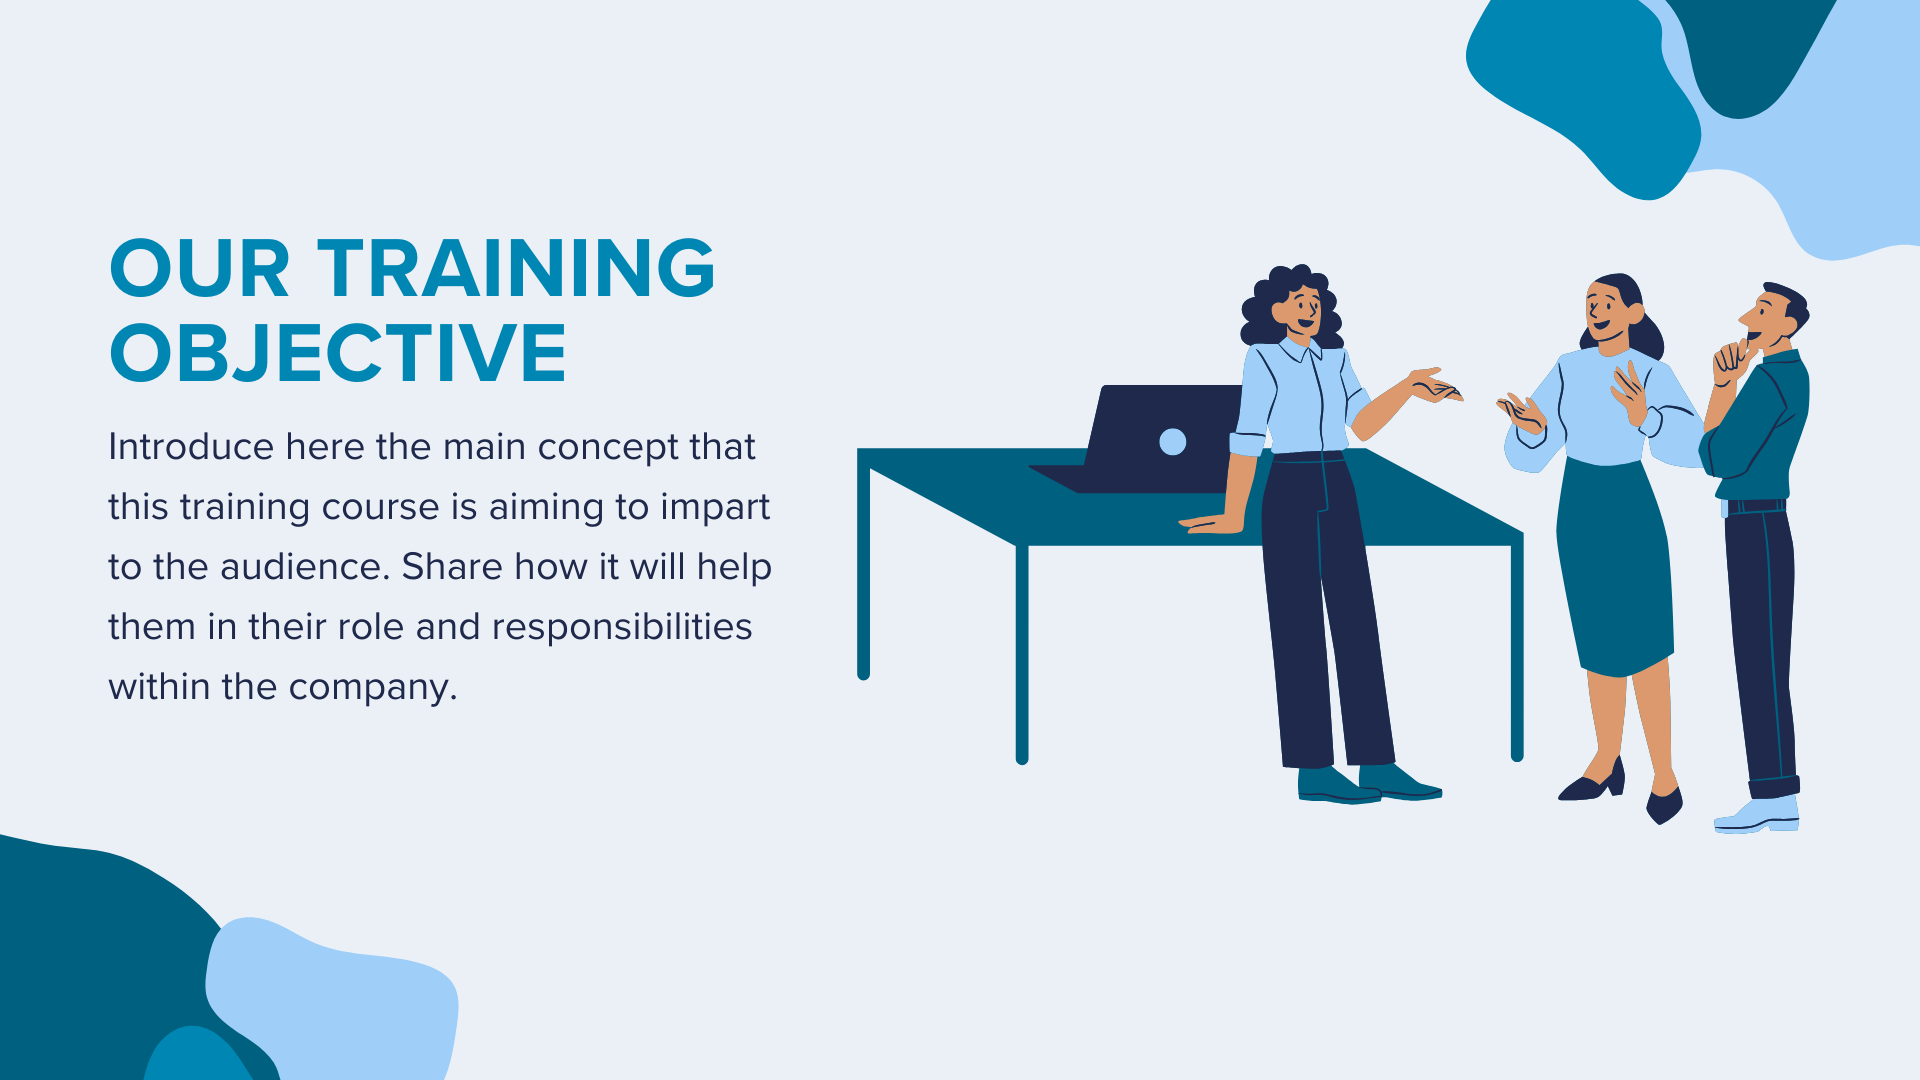 OUR TRAINING
OBJECTIVE
Introduce here the main concept that
this training course is aiming to impart
to the audience. Share how it will help
them in their role and responsibilities
within the company.